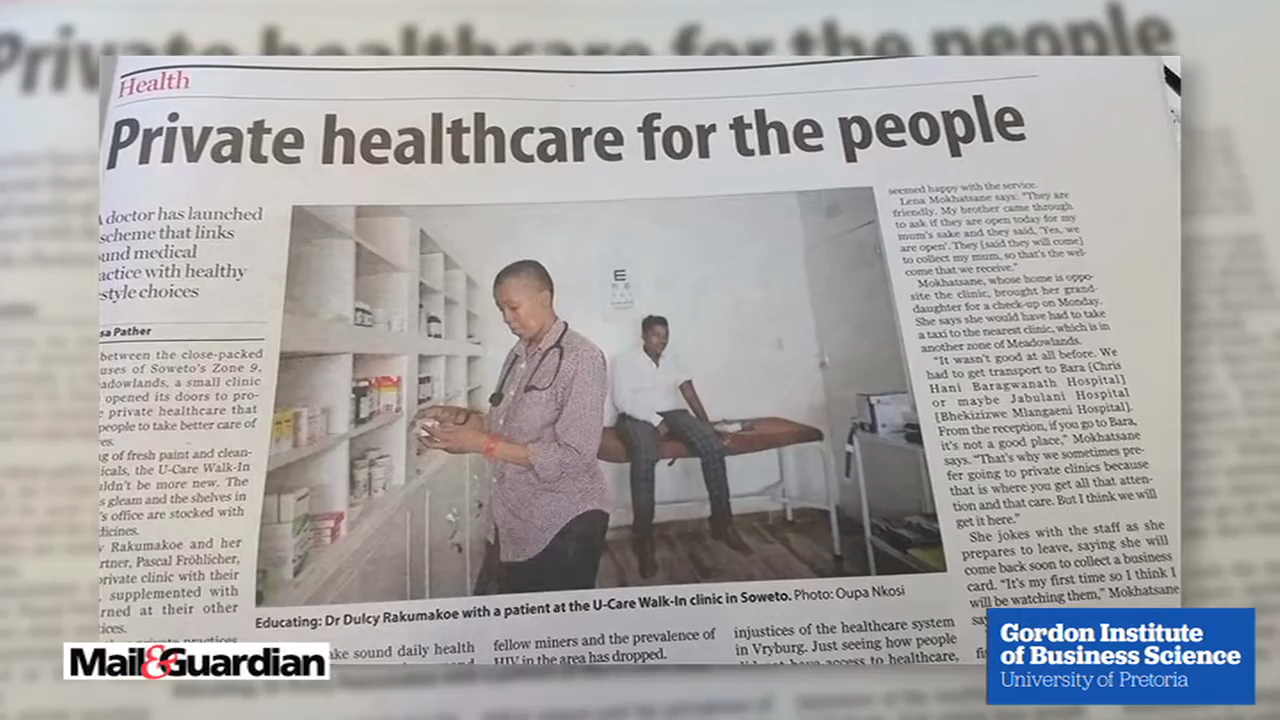 Health
Private healthcare for the people
doctor has launched
scheme that links
und medical
actice with healthy
style choices
sa Pather
between the close-packed
uses of Soweto's Zone 9,
adowlands, a small clinic
opened its doors to pro-
private healthcare that
people to take better care of
es.
g of fresh paint and clean-
icals, the U-Care Walk-In
ldn't be more new. The
s gleam and the shelves in
's office are stocked with
dicines.
Rakumakoe and her
rtner, Pascal Fröhlicher,
private clinic with their
supplemented with
rned at their other
ices.
E
Educating: Dr Dulcy Rakumakoe with a patient at the U-Care Walk-In clinic in Soweto. Photo: Oupa Nkosi
ake sound daily health
fellow miners and the prevalence of
HIV in the area has dropped.
injustices of the healthcare system
in Vryburg. Just seeing how people
have access to healthcare,
seemed happy with the service.
Lena Mokhatsane says: "They are
friendly. My brother came through
to ask if they are open today for my
mum's sake and they said, 'Yes, we
are open'. They [said they will come]
to collect my mum, so that's the wel-
come that we receive."
Mokhatsane, whose home is oppo-
site the clinic, brought her grand-
daughter for a check-up on Monday.
She says she would have had to take
a taxi to the nearest clinic, which is in
another zone of Meadowlands.
"It wasn't good at all before. We
had to get transport to Bara [Chris
Hani Baragwanath Hospital]
or maybe Jabulani Hospital
[Bhekizizwe Mlangaeni Hospital].
From the reception, if you go to Bara,
it's not a good place," Mokhatsane
says. "That's why we sometimes pre-
fer going to private clinics because
that is where you get all that atten-
tion and that care. But I think we will
get it here."
She jokes with the staff as she
prepares to leave, saying she will
come back soon to collect a business
card. "It's my first time so I think I
will be watching them," Mokhatsane
Mail&Guardian
Gordon Institute
of Business Science
University of Pretoria